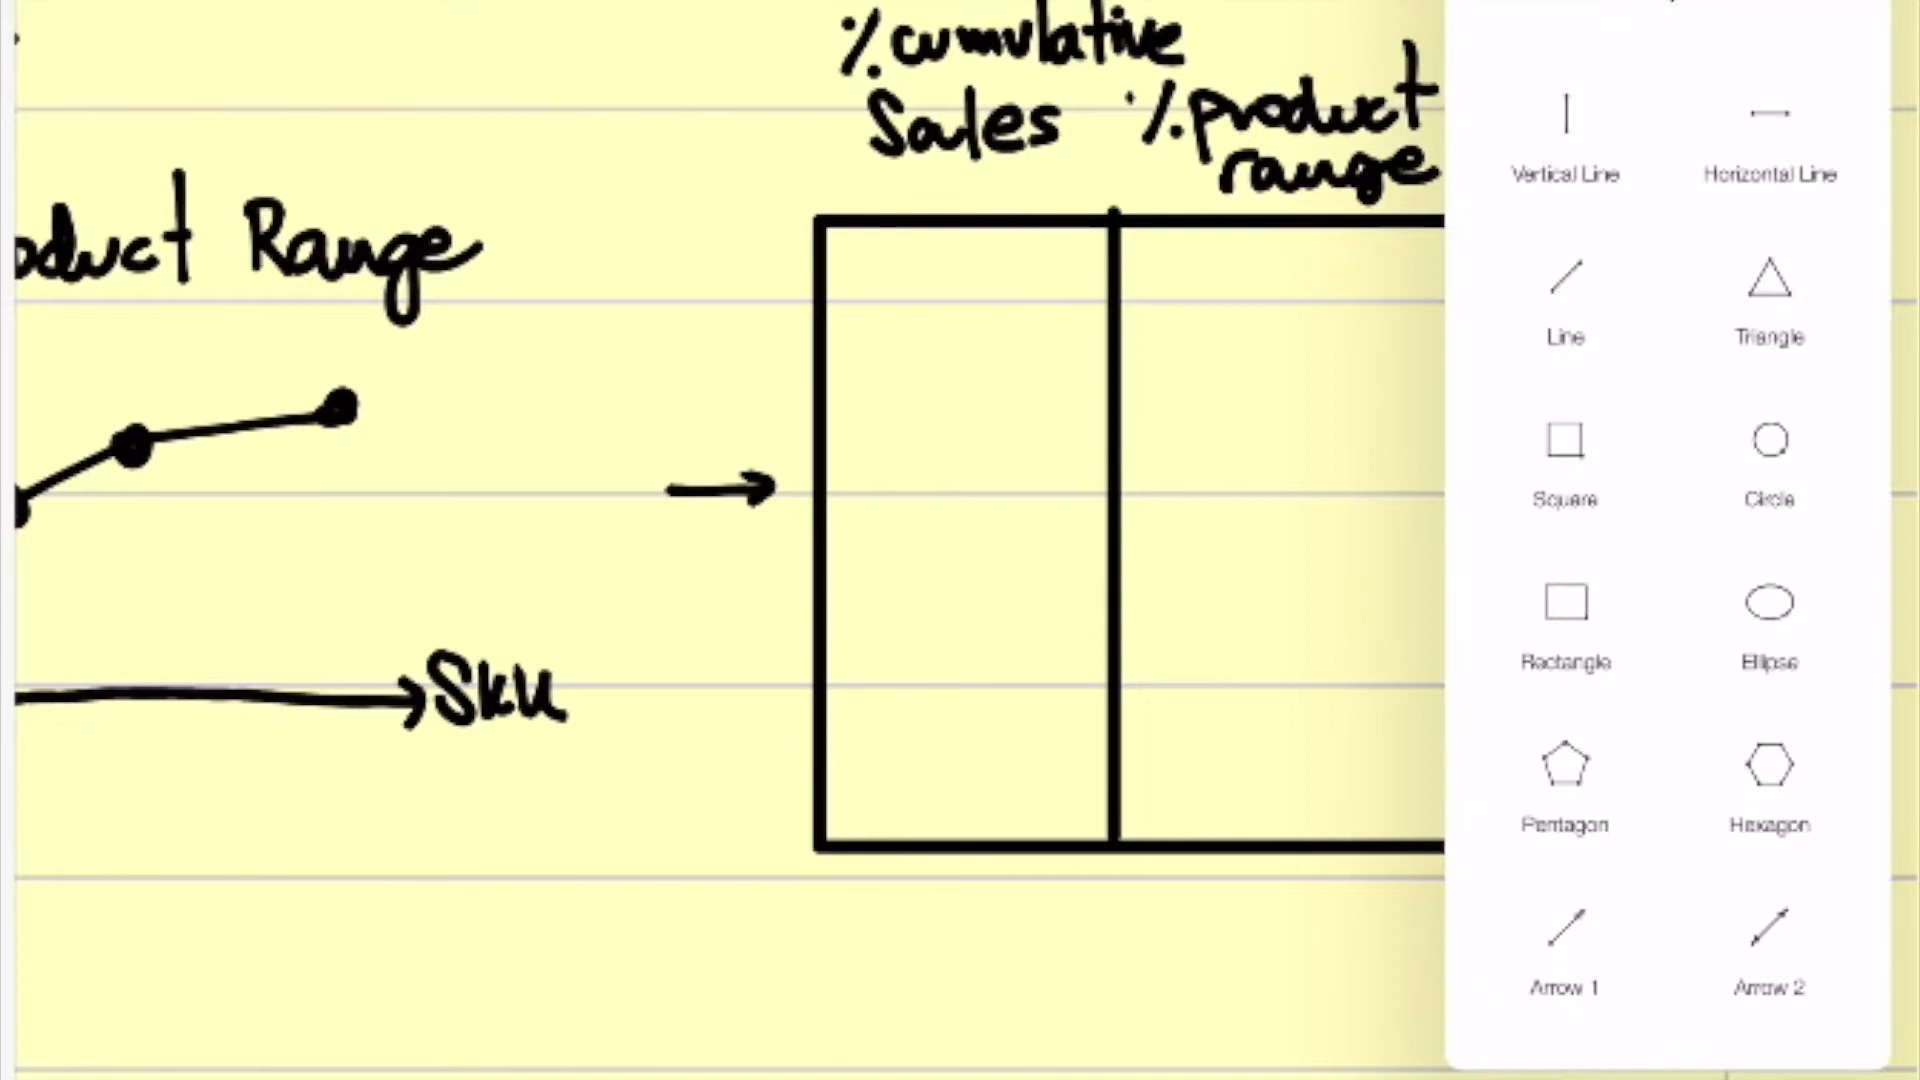 % cumulative
Sales
% product
range
oduct Range
SKU
Vertical Line
Horizontal Line
Line
Triangle
Square
Circle
Rectangle
Ellipse
Pentagon
Hexagon
Arrow 1
Arrow 2